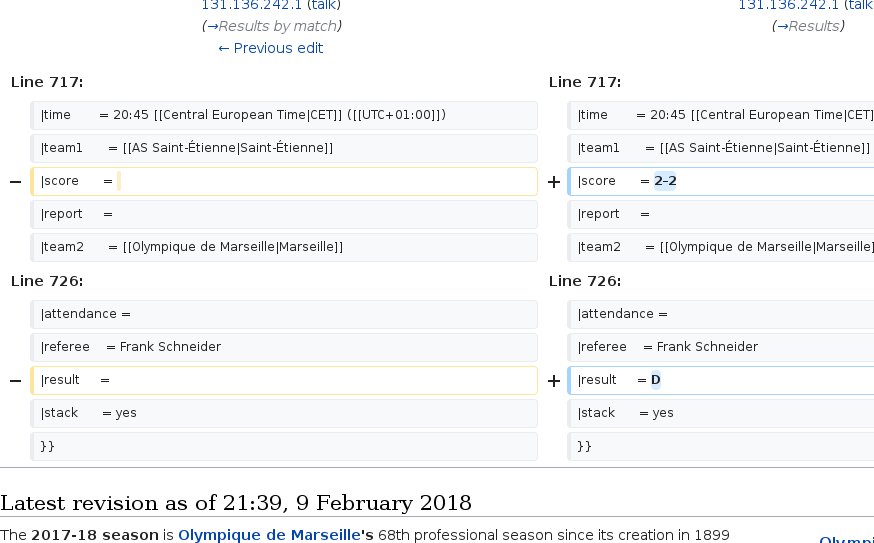 131.136.242.1 (talk)
(→Results by match)
← Previous edit
131.136.242.1 (talk
(→Results)
Line 717:
Line 717:
|time = 20:45 [[Central European Time|CET]] ([[UTC+01:00]])
|time = 20:45 [[Central European Time|CET]
|team1 = [[AS Saint-Étienne|Saint-Étienne]]
|team1 = [[AS Saint-Étienne|Saint-Étienne]]
− |score =
+ |score = 2–2
|report =
|report =
|team2 = [[Olympique de Marseille|Marseille]]
|team2 = [[Olympique de Marseille|Marseille]
Line 726:
Line 726:
|attendance =
|attendance =
|referee = Frank Schneider
|referee = Frank Schneider
− |result =
+ |result = D
|stack = yes
|stack = yes
}}
}}
Latest revision as of 21:39, 9 February 2018
The 2017-18 season is Olympique de Marseille's 68th professional season since its creation in 1899